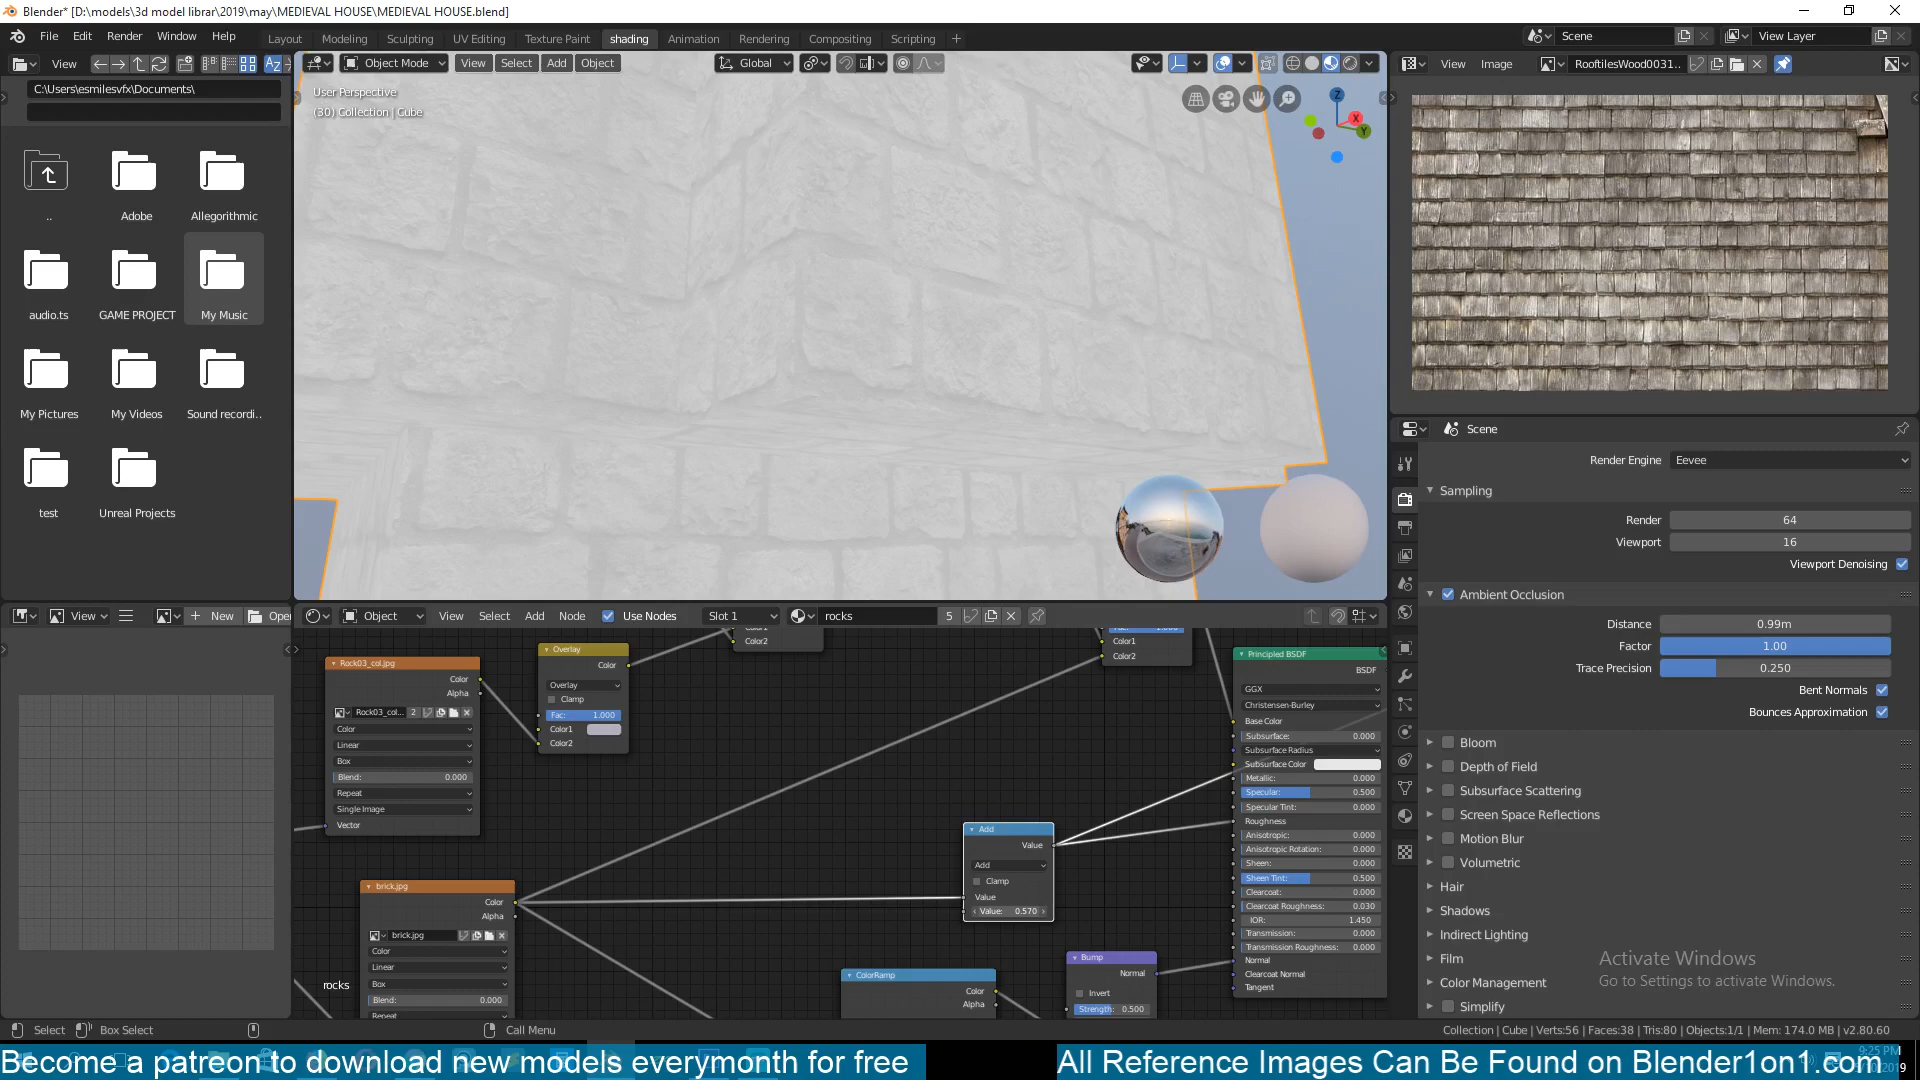 Blender* [D:\models\3d model librar\2019\may\MEDIEVAL HOUSE\MEDIEVAL HOUSE.blend]
File Edit Render Window Help
Layout Modeling Sculpting UV Editing Texture Paint shading Animation Rendering Compositing Scripting
Scene
View Layer
View
C:\Users\esmilesvfx\Documents\
..
Adobe
Allegorithmic
audio.ts
GAME PROJECT
My Music
My Pictures
My Videos
Sound recordi..
test
Unreal Projects
Object Mode View Select Add Object
Global
User Perspective
(30) Collection | Cube
View Image RooftilesWood0031..
Scene
Render Engine Eevee
Sampling
Render 64
Viewport 16
Viewport Denoising
Ambient Occlusion
Distance 0.99m
Factor 1.00
Trace Precision 0.250
Bent Normals
Bounces Approximation
Bloom
Depth of Field
Subsurface Scattering
Screen Space Reflections
Motion Blur
Volumetric
Hair
Shadows
Indirect Lighting
Film
Color Management
Simplify
Activate Windows
Go to Settings to activate Windows.
View New Open
Object View Select Add Node Use Nodes Slot 1 rocks 5
Rock03_col.jpg
Color
Alpha
Rock03_col... 2
Color
Linear
Box
Blend: 0.000
Repeat
Single Image
Vector
Overlay
Color
Overlay
Clamp
Fac: 1.000
Color1
Color2
Color2
Color1
Color2
brick.jpg
Color
Alpha
brick.jpg
Color
Linear
Box
Blend: 0.000
Repeat
rocks
Add
Value
Add
Clamp
Value
Value: 0.570
ColorRamp
Color
Alpha
Bump
Normal
Invert
Strength: 0.500
Principled BSDF
BSDF
GGX
Christensen-Burley
Base Color
Subsurface: 0.000
Subsurface Radius
Subsurface Color
Metallic: 0.000
Specular: 0.500
Specular Tint: 0.000
Roughness
Anisotropic: 0.000
Anisotropic Rotation: 0.000
Sheen: 0.000
Sheen Tint: 0.500
Clearcoat: 0.000
Clearcoat Roughness: 0.030
IOR: 1.450
Transmission: 0.000
Transmission Roughness: 0.000
Normal
Clearcoat Normal
Tangent
Select Box Select Call Menu
Collection | Cube | Verts:56 | Faces:38 | Tris:80 | Objects:1/1 | Mem: 174.0 MB | v2.80.60
Become a patreon to download new models everymonth for free
All Reference Images Can Be Found on Blender1on1.com
9:25 PM